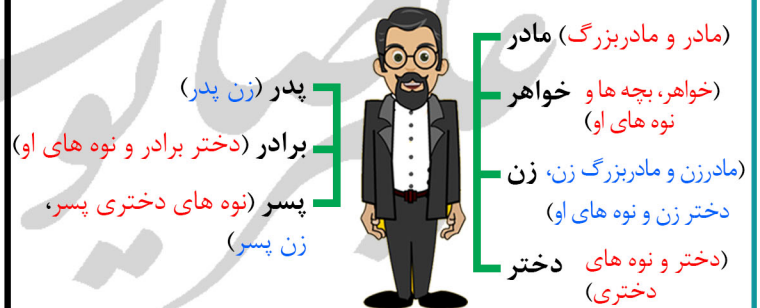 مادر (مادر و مادربزرگ)
خواهر (خواهر، بچه ها و
نوه های او)
زن (مادرزن و مادربزرگ زن،
دختر زن و نوه های او)
دختر (دختر و نوه های
دختری)
پدر (زن پدر)
برادر (دختر برادر و نوه های او)
پسر (نوه های دختری پسر،
زن پسر)